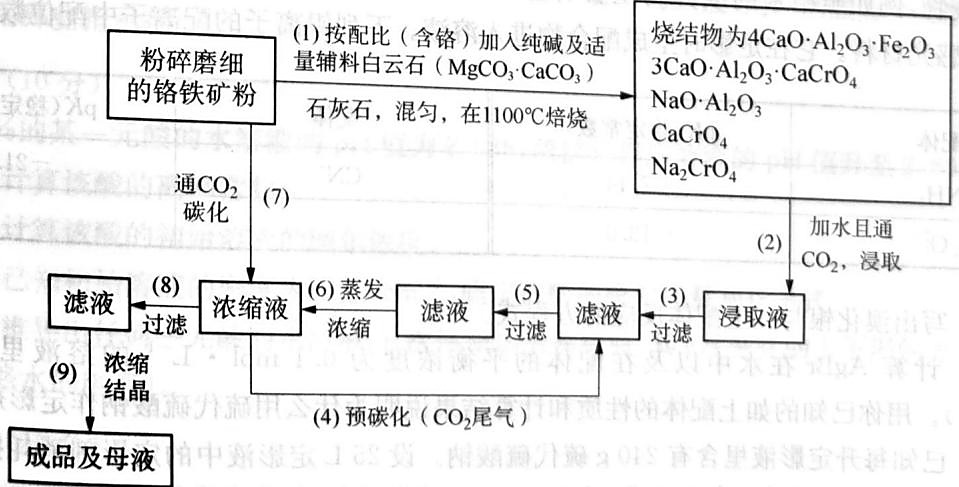 粉碎磨细
的铬铁矿粉
(1) 按配比（含铬）加入纯碱及适
量辅料白云石（MgCO₃·CaCO₃）
石灰石，混匀，在1100℃焙烧
烧结物为4CaO·Al₂O₃·Fe₂O₃
3CaO·Al₂O₃·CaCrO₄
NaO·Al₂O₃
CaCrO₄
Na₂CrO₄
通CO₂
碳化
(7)
(2)
加水且通
CO₂，浸取
滤液
(8)
过滤
浓缩液
(6) 蒸发
浓缩
滤液
(5)
过滤
滤液
(3)
过滤
浸取液
(9)
浓缩
结晶
(4) 预碳化（CO₂尾气）
成品及母液